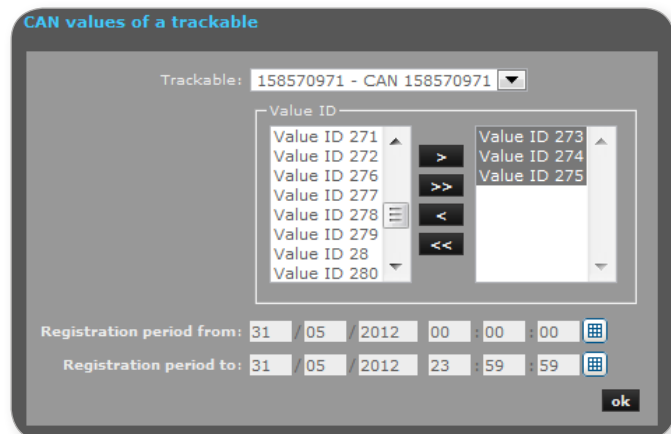 CAN values of a trackable
Trackable: 158570971 - CAN 158570971
Value ID
Value ID 271
Value ID 272
Value ID 276
Value ID 277
Value ID 278
Value ID 279
Value ID 28
Value ID 280
>
>>
<
<<
Value ID 273
Value ID 274
Value ID 275
Registration period from: 31 / 05 / 2012 00 : 00 : 00
Registration period to: 31 / 05 / 2012 23 : 59 : 59
ok